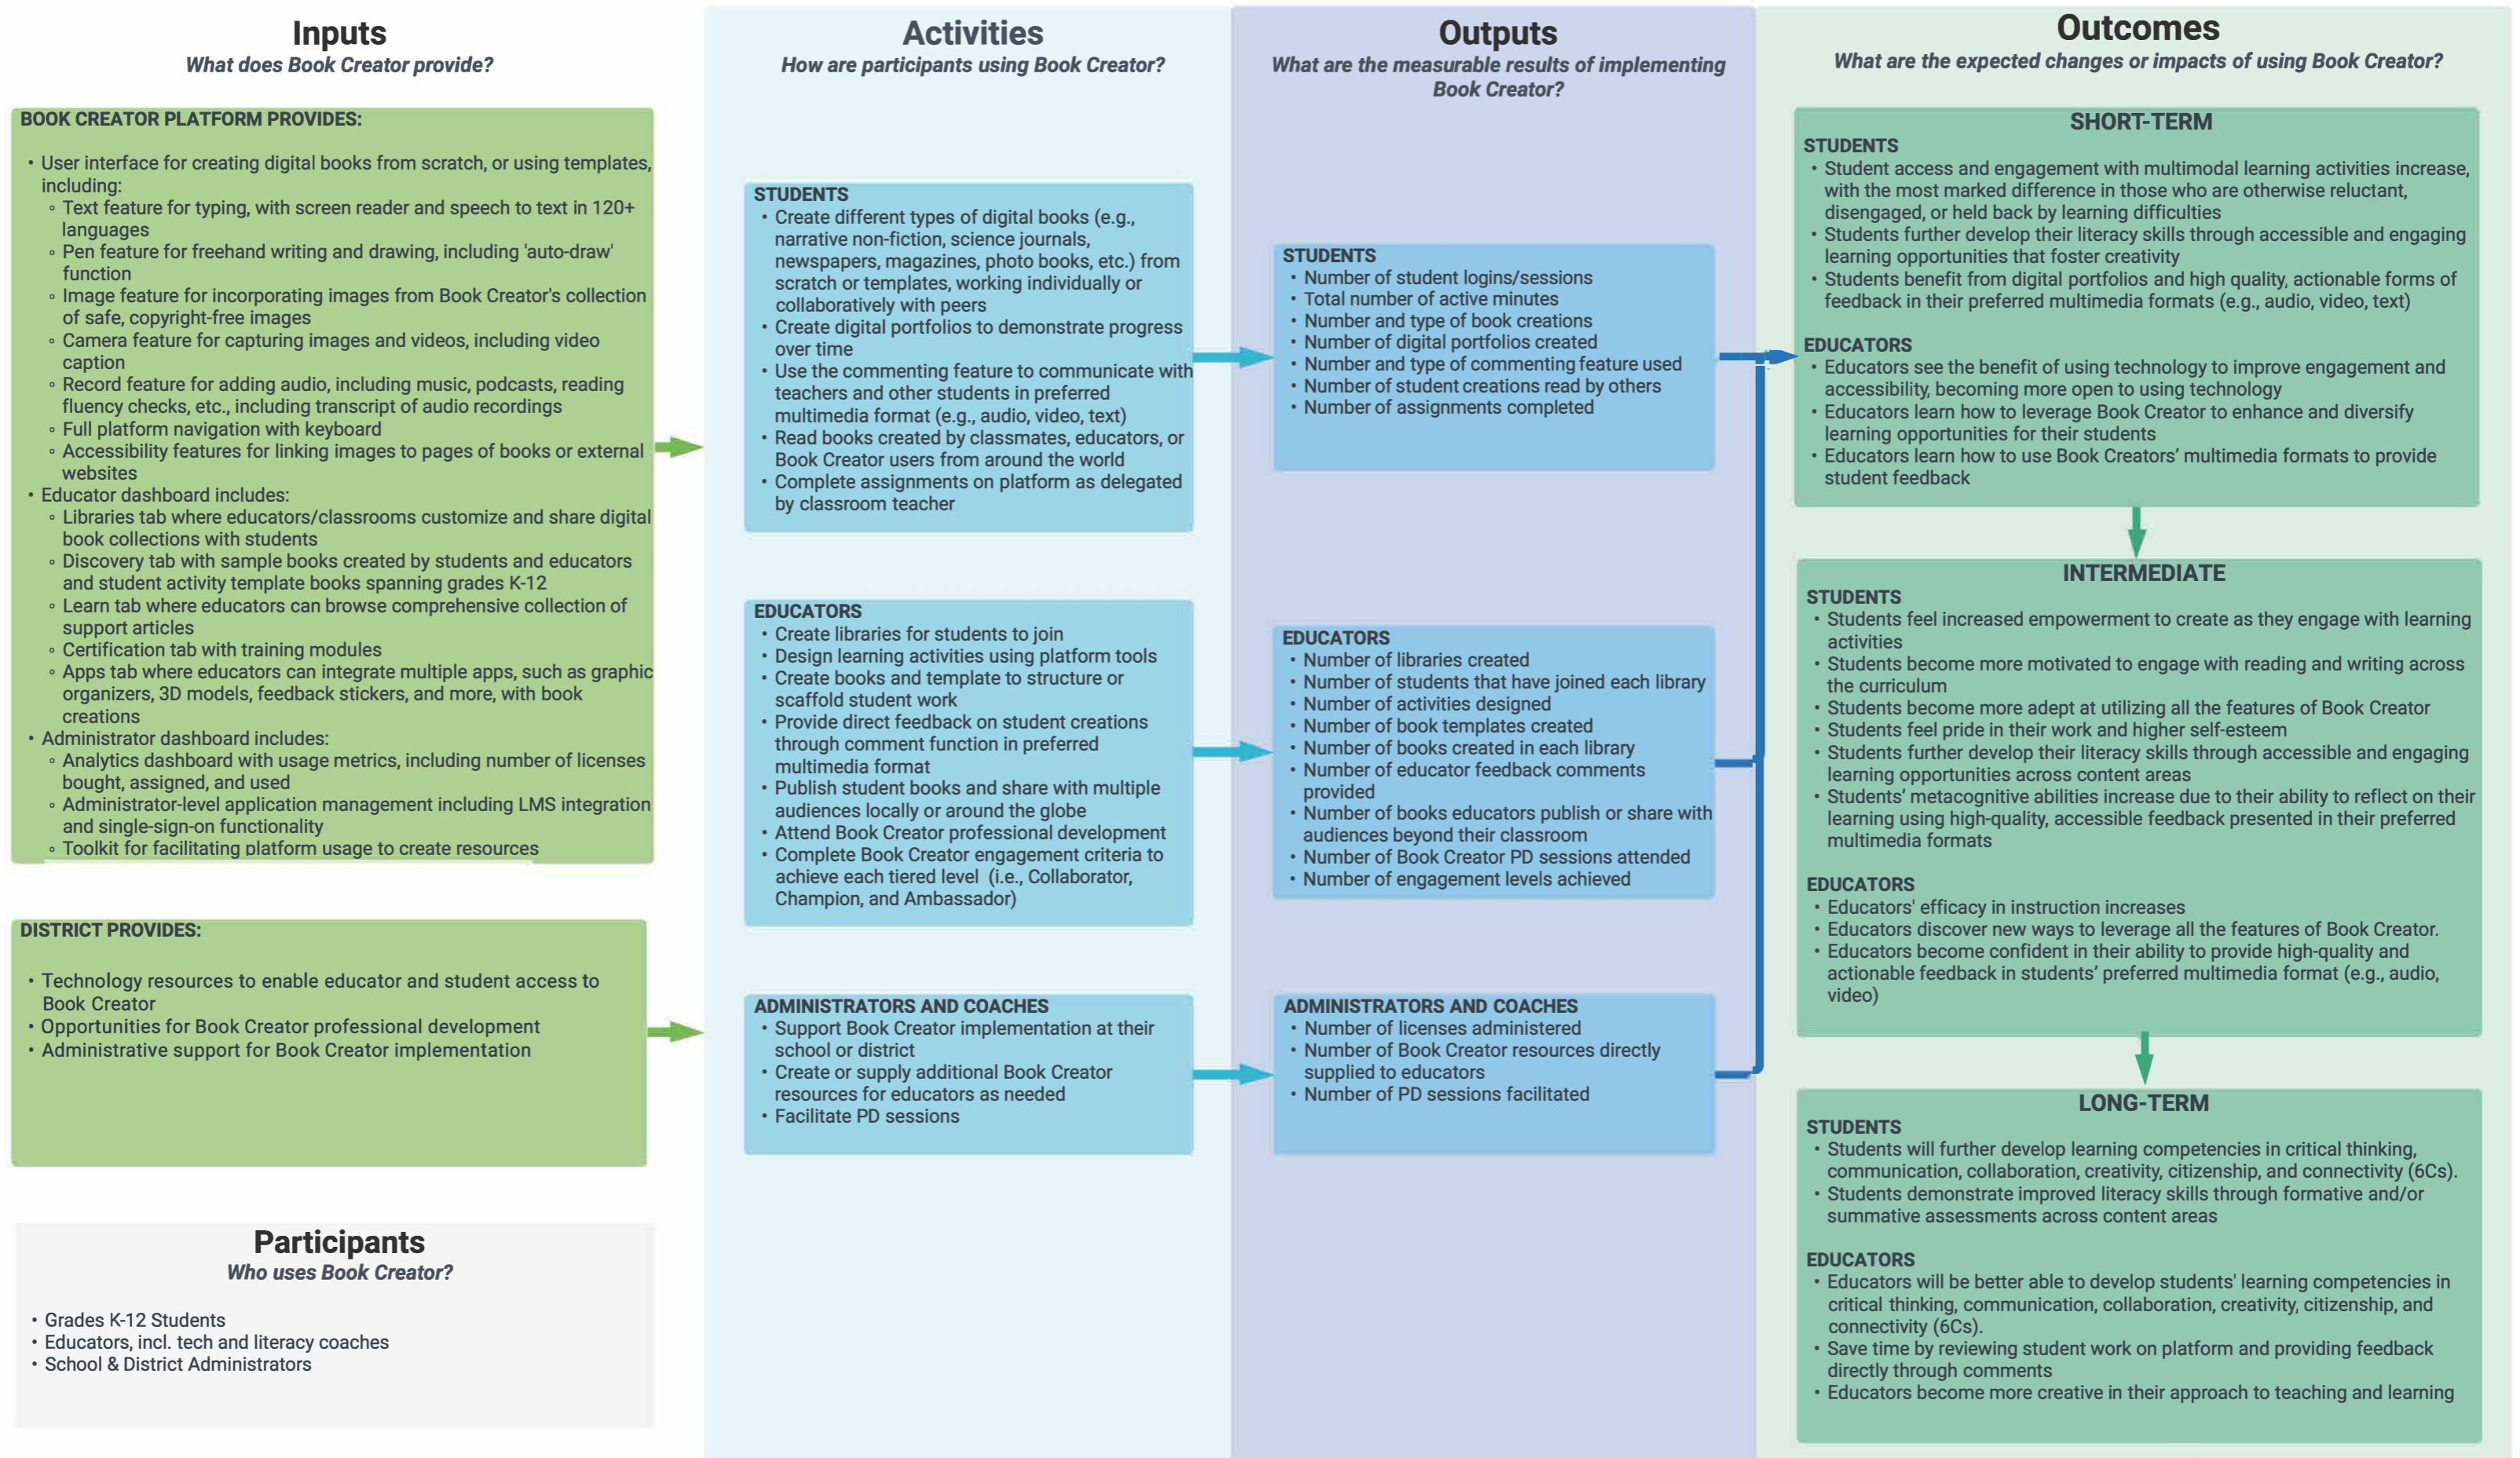 Inputs
What does Book Creator provide?
BOOK CREATOR PLATFORM PROVIDES:
• User interface for creating digital books from scratch, or using templates,
including:
◦ Text feature for typing, with screen reader and speech to text in 120+
languages
◦ Pen feature for freehand writing and drawing, including 'auto-draw'
function
◦ Image feature for incorporating images from Book Creator's collection
of safe, copyright-free images
◦ Camera feature for capturing images and videos, including video
caption
◦ Record feature for adding audio, including music, podcasts, reading
fluency checks, etc., including transcript of audio recordings
◦ Full platform navigation with keyboard
◦ Accessibility features for linking images to pages of books or external
websites
• Educator dashboard includes:
◦ Libraries tab where educators/classrooms customize and share digital
book collections with students
◦ Discovery tab with sample books created by students and educators
and student activity template books spanning grades K-12
◦ Learn tab where educators can browse comprehensive collection of
support articles
◦ Certification tab with training modules
◦ Apps tab where educators can integrate multiple apps, such as graphic
organizers, 3D models, feedback stickers, and more, with book
creations
• Administrator dashboard includes:
◦ Analytics dashboard with usage metrics, including number of licenses
bought, assigned, and used
◦ Administrator-level application management including LMS integration
and single-sign-on functionality
◦ Toolkit for facilitating platform usage to create resources
DISTRICT PROVIDES:
• Technology resources to enable educator and student access to
Book Creator
• Opportunities for Book Creator professional development
• Administrative support for Book Creator implementation
Participants
Who uses Book Creator?
• Grades K-12 Students
• Educators, incl. tech and literacy coaches
• School & District Administrators
Activities
How are participants using Book Creator?
STUDENTS
• Create different types of digital books (e.g.,
narrative non-fiction, science journals,
newspapers, magazines, photo books, etc.) from
scratch or templates, working individually or
collaboratively with peers
• Create digital portfolios to demonstrate progress
over time
• Use the commenting feature to communicate with
teachers and other students in preferred
multimedia format (e.g., audio, video, text)
• Read books created by classmates, educators, or
Book Creator users from around the world
• Complete assignments on platform as delegated
by classroom teacher
EDUCATORS
• Create libraries for students to join
• Design learning activities using platform tools
• Create books and template to structure or
scaffold student work
• Provide direct feedback on student creations
through comment function in preferred
multimedia format
• Publish student books and share with multiple
audiences locally or around the globe
• Attend Book Creator professional development
• Complete Book Creator engagement criteria to
achieve each tiered level (i.e., Collaborator,
Champion, and Ambassador)
ADMINISTRATORS AND COACHES
• Support Book Creator implementation at their
school or district
• Create or supply additional Book Creator
resources for educators as needed
• Facilitate PD sessions
Outputs
What are the measurable results of implementing
Book Creator?
STUDENTS
• Number of student logins/sessions
• Total number of active minutes
• Number and type of book creations
• Number of digital portfolios created
• Number and type of commenting feature used
• Number of student creations read by others
• Number of assignments completed
EDUCATORS
• Number of libraries created
• Number of students that have joined each library
• Number of activities designed
• Number of book templates created
• Number of books created in each library
• Number of educator feedback comments
provided
• Number of books educators publish or share with
audiences beyond their classroom
• Number of Book Creator PD sessions attended
• Number of engagement levels achieved
ADMINISTRATORS AND COACHES
• Number of licenses administered
• Number of Book Creator resources directly
supplied to educators
• Number of PD sessions facilitated
Outcomes
What are the expected changes or impacts of using Book Creator?
SHORT-TERM
STUDENTS
• Student access and engagement with multimodal learning activities increase,
with the most marked difference in those who are otherwise reluctant,
disengaged, or held back by learning difficulties
• Students further develop their literacy skills through accessible and engaging
learning opportunities that foster creativity
• Students benefit from digital portfolios and high quality, actionable forms of
feedback in their preferred multimedia formats (e.g., audio, video, text)
EDUCATORS
• Educators see the benefit of using technology to improve engagement and
accessibility, becoming more open to using technology
• Educators learn how to leverage Book Creator to enhance and diversify
learning opportunities for their students
• Educators learn how to use Book Creators’ multimedia formats to provide
student feedback
INTERMEDIATE
STUDENTS
• Students feel increased empowerment to create as they engage with learning
activities
• Students become more motivated to engage with reading and writing across
the curriculum
• Students become more adept at utilizing all the features of Book Creator
• Students feel pride in their work and higher self-esteem
• Students further develop their literacy skills through accessible and engaging
learning opportunities across content areas
• Students’ metacognitive abilities increase due to their ability to reflect on their
learning using high-quality, accessible feedback presented in their preferred
multimedia formats
EDUCATORS
• Educators' efficacy in instruction increases
• Educators discover new ways to leverage all the features of Book Creator.
• Educators become confident in their ability to provide high-quality and
actionable feedback in students’ preferred multimedia format (e.g., audio,
video)
LONG-TERM
STUDENTS
• Students will further develop learning competencies in critical thinking,
communication, collaboration, creativity, citizenship, and connectivity (6Cs).
• Students demonstrate improved literacy skills through formative and/or
summative assessments across content areas
EDUCATORS
• Educators will be better able to develop students' learning competencies in
critical thinking, communication, collaboration, creativity, citizenship, and
connectivity (6Cs).
• Save time by reviewing student work on platform and providing feedback
directly through comments
• Educators become more creative in their approach to teaching and learning